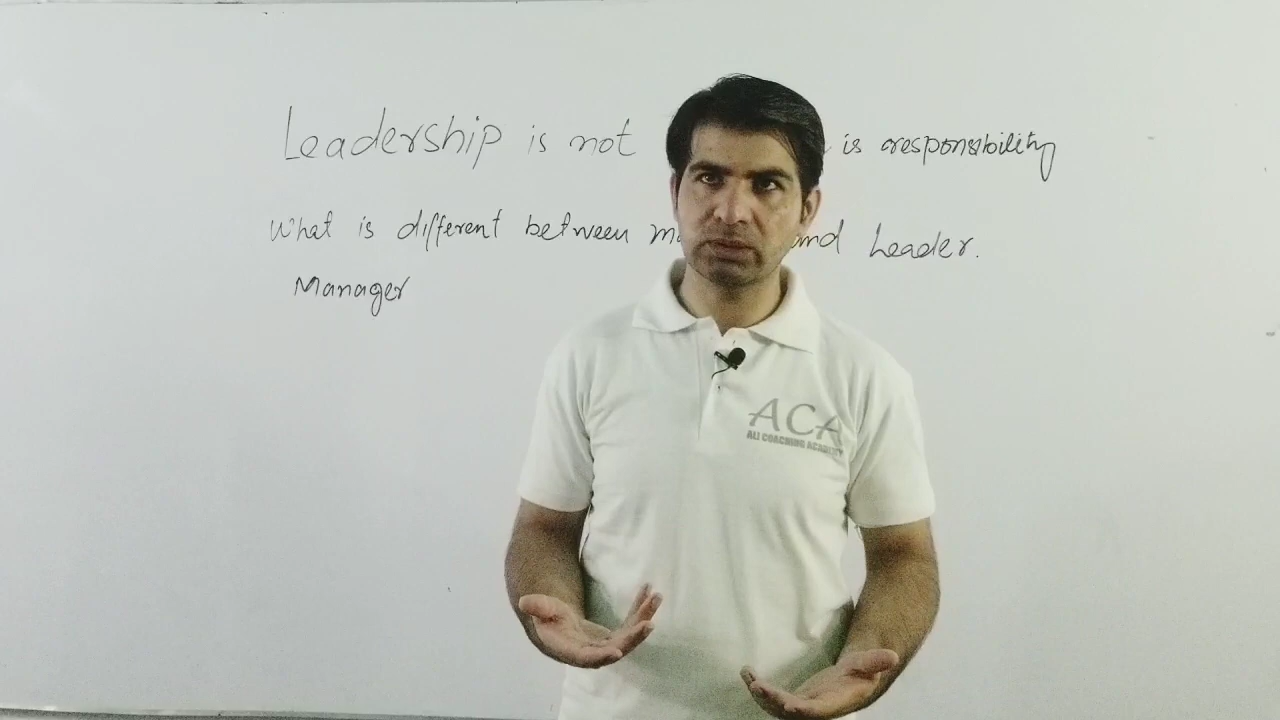 Leadership is not is aresponsibility
What is different between and Leader.
Manager
ACA
ALI COACHING ACADEMY